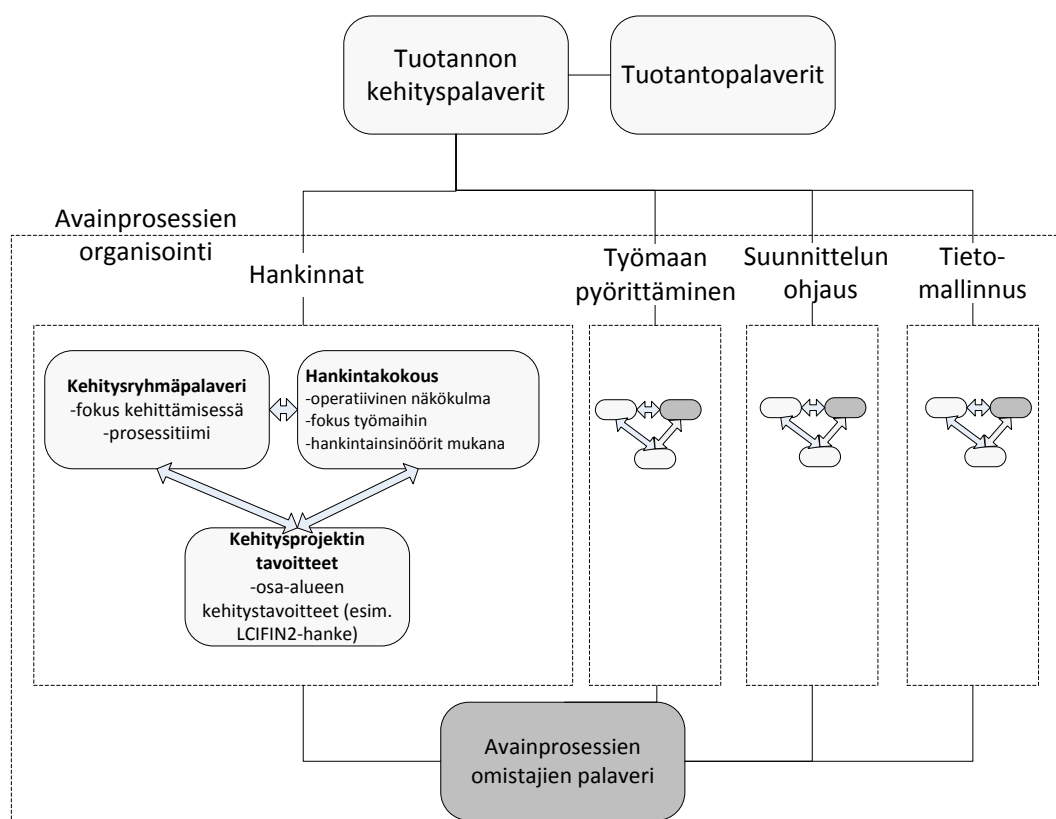 Tuotannon
kehityspalaverit
Tuotantopalaverit
Avainprosessien
organisointi
Hankinnat
Työmaan
pyörittäminen
Suunnittelun
ohjaus
Tieto-
mallinnus
Kehitysryhmäpalaveri
-fokus kehittämisessä
-prosessitiimi
Hankintakokous
-operatiivinen näkökulma
-fokus työmaihin
-hankintainsinöörit mukana
Kehitysprojektin
tavoitteet
-osa-alueen
kehitystavoitteet (esim.
LCIFIN2-hanke)
Avainprosessien
omistajien palaveri